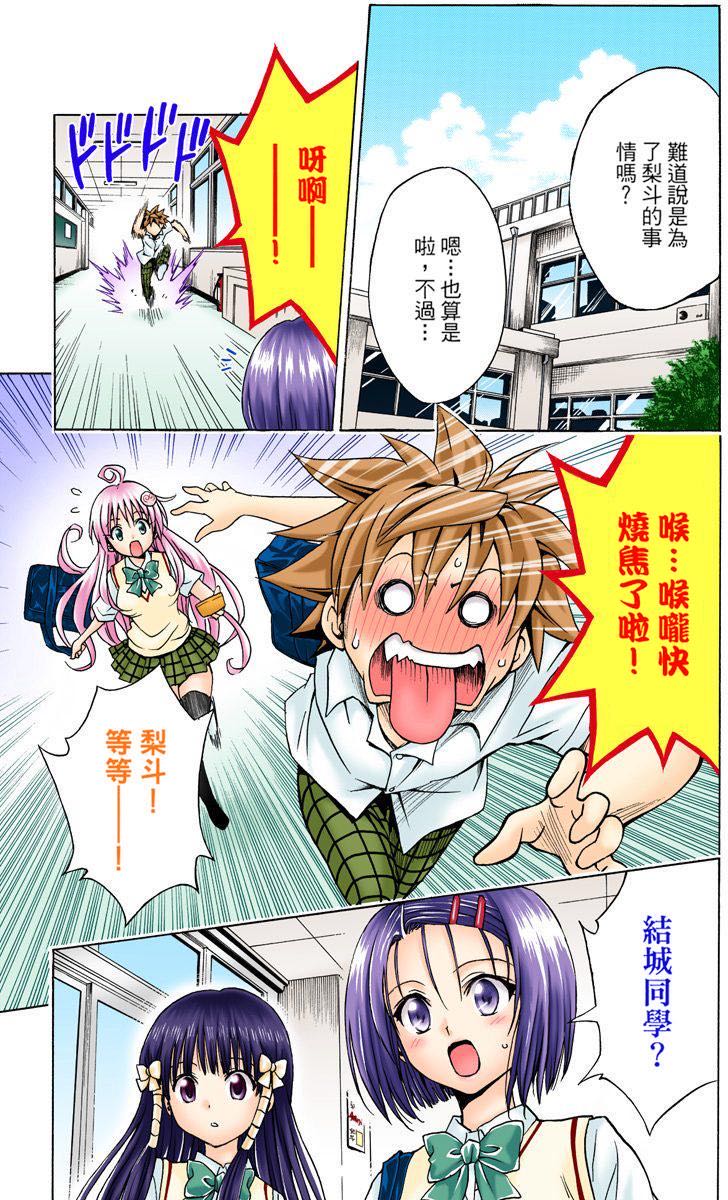 難道說是為
了梨斗的事
情嗎？
嗯…也算是
啦，不過…
呀啊——
——！
ドドドド
喉…喉嚨快
燒焦了啦！
梨斗！
等等——！
結城同學？